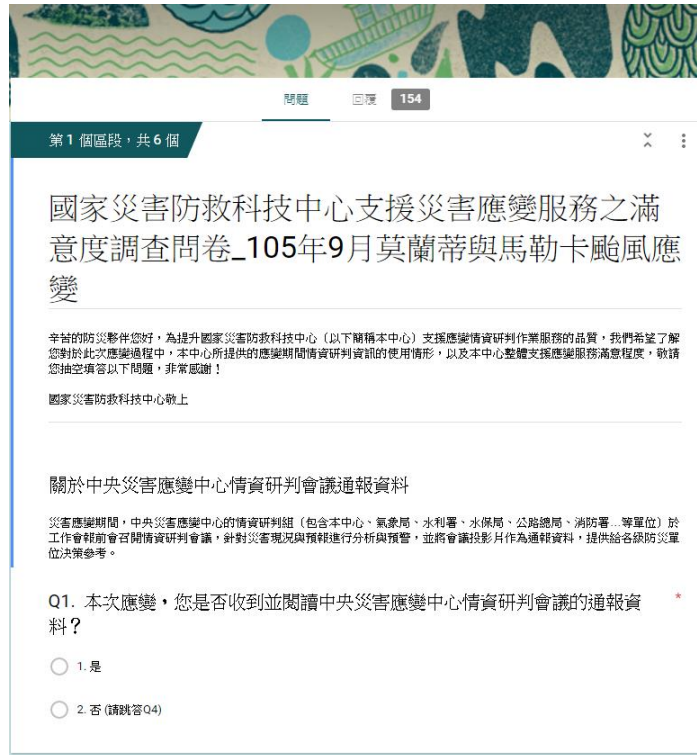 問題 回覆 154
第 1 個區段，共 6 個
國家災害防救科技中心支援災害應變服務之滿
意度調查問卷_105年9月莫蘭蒂與馬勒卡颱風應
變
辛苦的防災夥伴您好，為提升國家災害防救科技中心（以下簡稱本中心）支援應變情資研判作業服務的品質，我們希望了解
您對於此次應變過程中，本中心所提供的應變期間情資研判資訊的使用情形，以及本中心整體支援應變服務滿意程度，敬請
您抽空填答以下問題，非常感謝！
國家災害防救科技中心敬上
關於中央災害應變中心情資研判會議通報資料
災害應變期間，中央災害應變中心的情資研判組（包含本中心、氣象局、水利署、水保局、公路總局、消防署...等單位）於
工作會報前會召開情資研判會議，針對災害現況與預報進行分析與預警，並將會議投影片作為通報資料，提供給各級防災單
位決策參考。
Q1. 本次應變，您是否收到並閱讀中央災害應變中心情資研判會議的通報資 *
料？
1. 是
2. 否 (請跳答Q4)